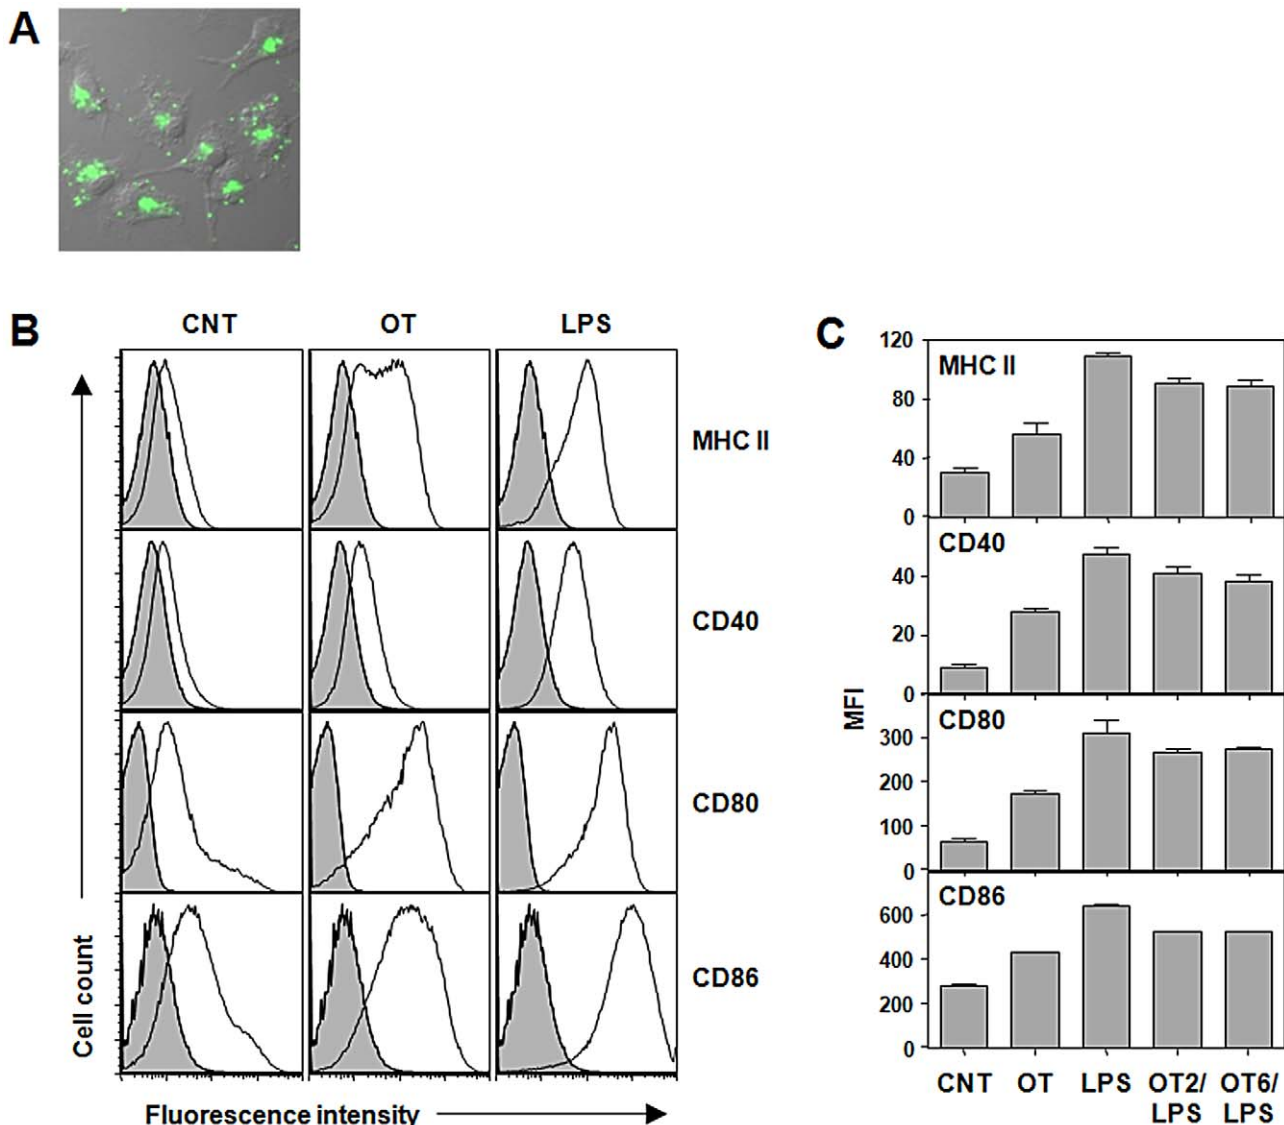 A
B
CNT OT LPS
MHC II
CD40
CD80
CD86
Cell count
Fluorescence intensity
C
MHC II
120
80
40
0
CD40
40
20
0
CD80
300
200
100
0
CD86
600
400
200
0
MFI
CNT OT LPS OT2/ OT6/
LPS LPS